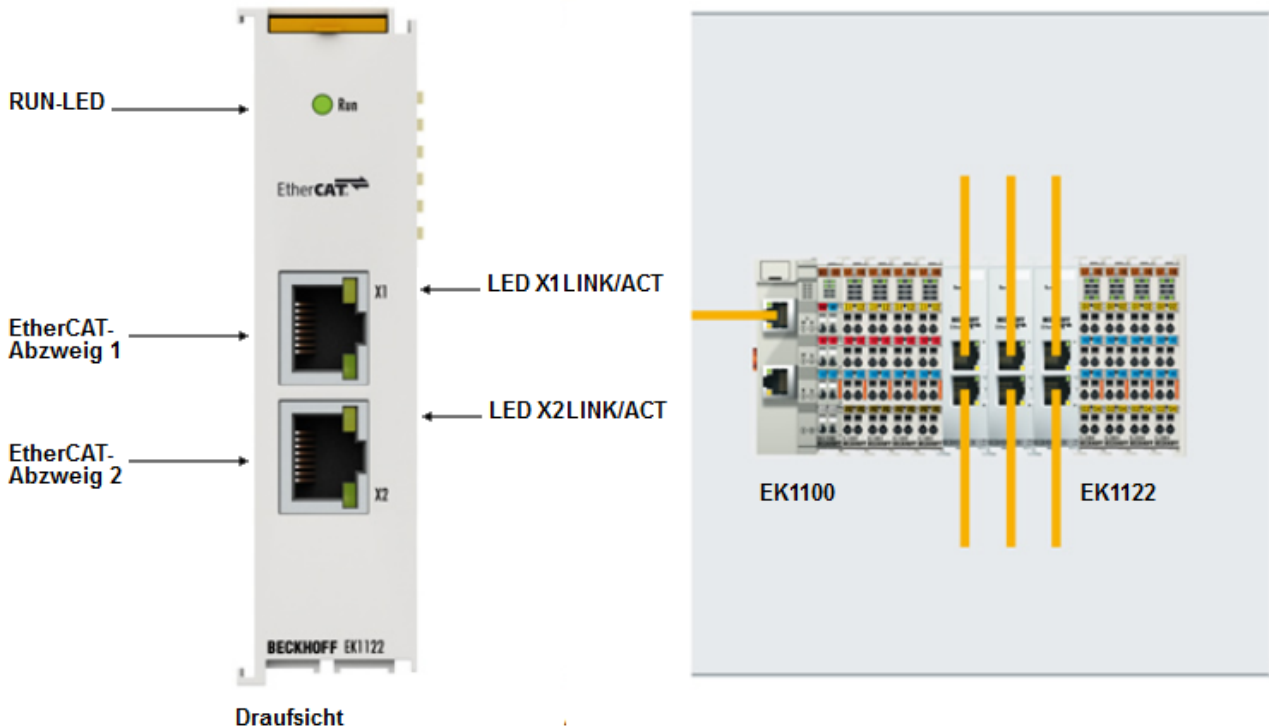 RUN-LED
Run
EtherCAT
X1
LED X1LINK/ACT
EtherCAT-
Abzweig 1
LED X2LINK/ACT
EtherCAT-
Abzweig 2
X2
BECKHOFF EK1122
Draufsicht
EK1100
EK1122